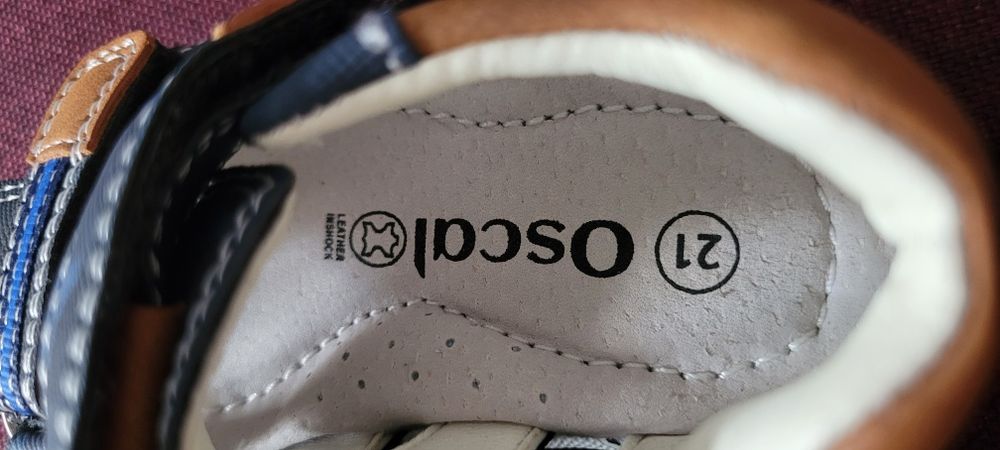 21
Oscal
LEATHER
INSHOCK